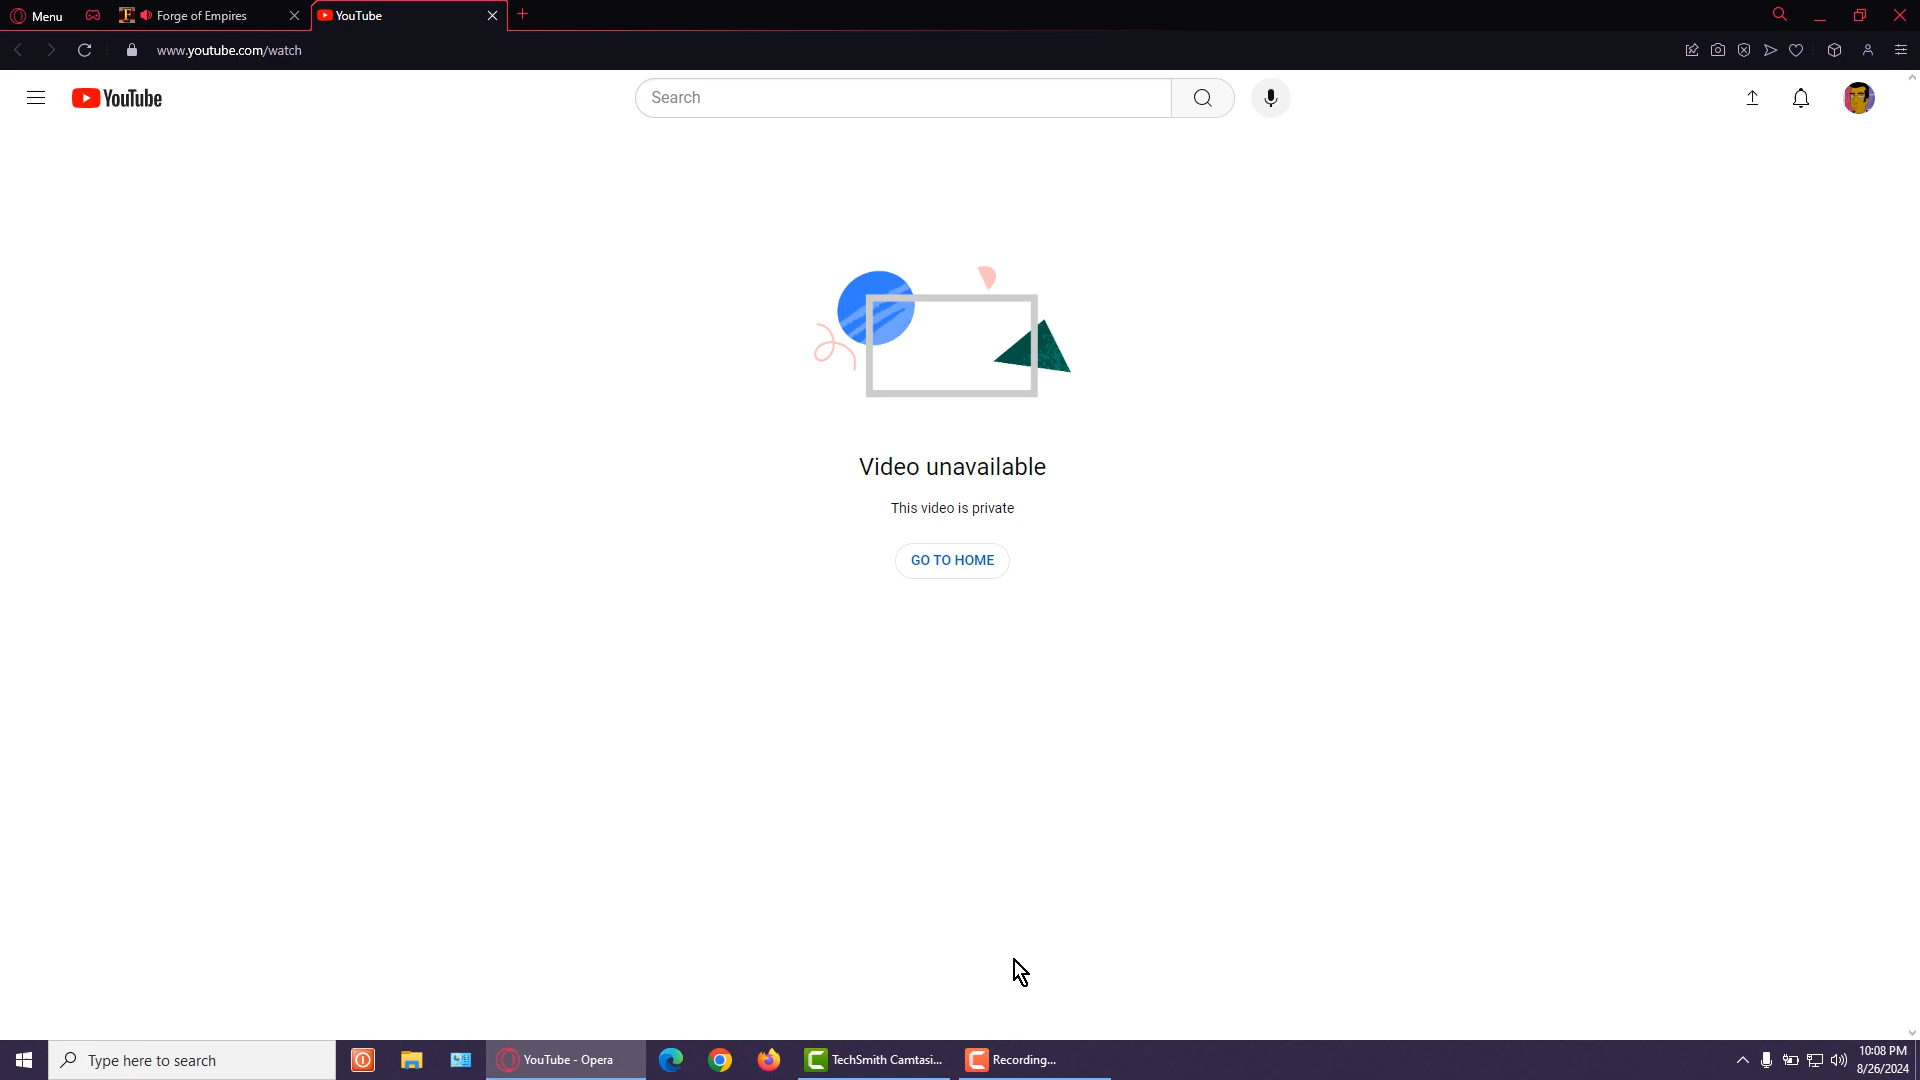 Menu
Forge of Empires
YouTube
www.youtube.com/watch
YouTube
Search
Video unavailable
This video is private
GO TO HOME
Type here to search
YouTube - Opera
TechSmith Camtasi...
Recording...
10:08 PM
8/26/2024